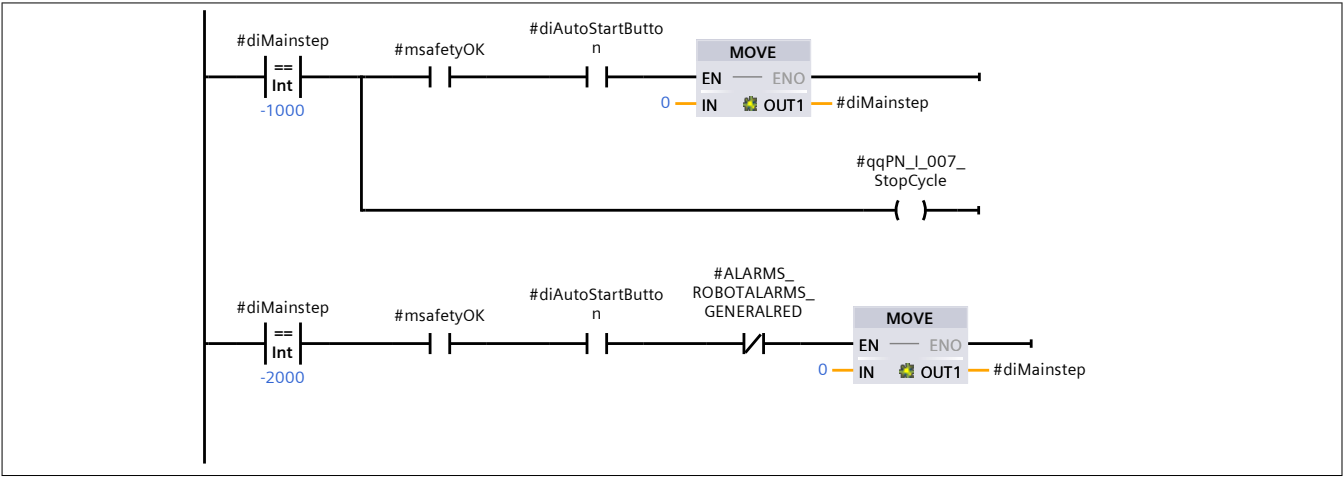 #diMainstep
==
Int
-1000
#msafetyOK
#diAutoStartButto
n
MOVE
EN
ENO
0
IN
OUT1
#diMainstep
#qqPN_I_007_
StopCycle
#diMainstep
==
Int
-2000
#msafetyOK
#diAutoStartButto
n
#ALARMS_
ROBOTALARMS_
GENERALRED
MOVE
EN
ENO
0
IN
OUT1
#diMainstep